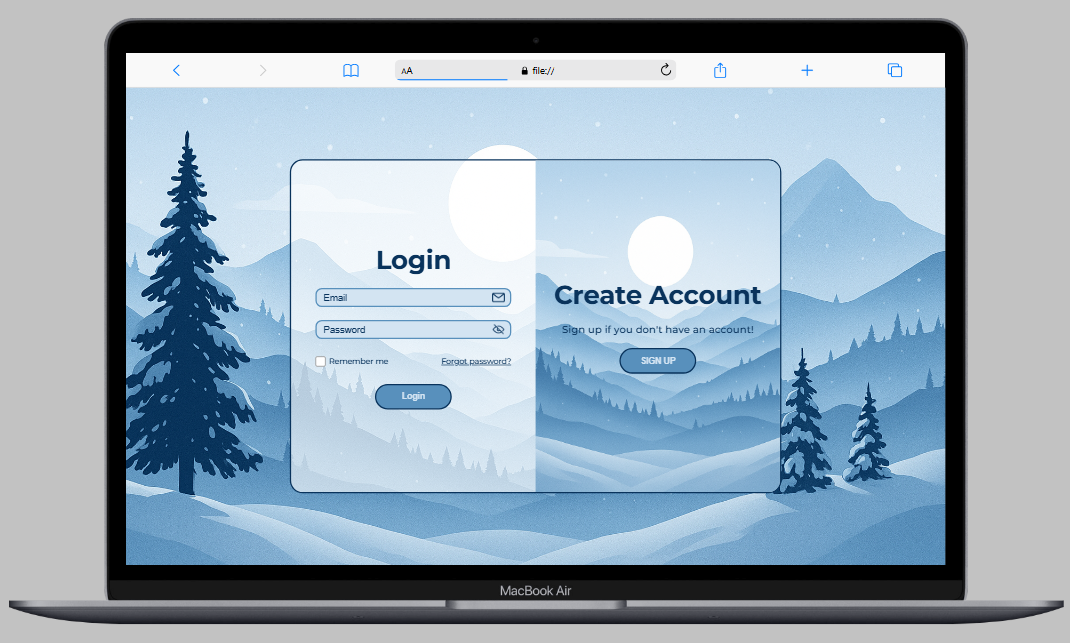 AA
file://
Login
Create Account
Email
Password
Sign up if you don't have an account!
Remember me
Forgot password?
SIGN UP
Login
MacBook Air